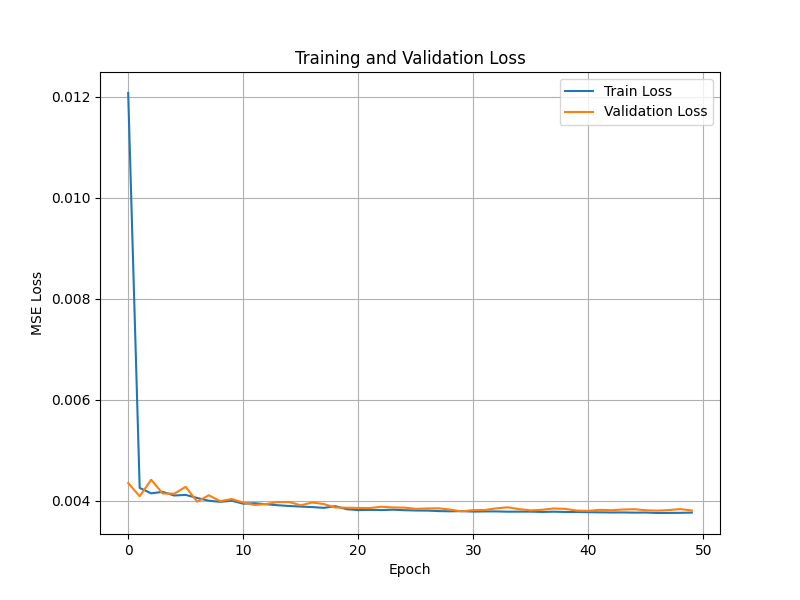 Training and Validation Loss
Train Loss
Validation Loss
MSE Loss
0.012
0.010
0.008
0.006
0.004
0
10
20
30
40
50
Epoch